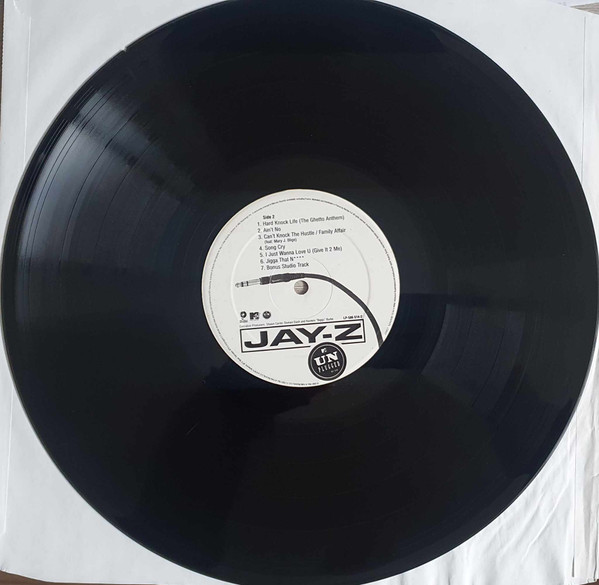 Side 2
1. Hard Knock Life (The Ghetto Anthem)
2. Ain't No
3. Can't Knock The Hustle / Family Affair
(feat. Mary J. Blige)
4. Song Cry
5. I Just Wanna Love U (Give It 2 Me)
6. Jigga That N****
7. Bonus Studio Track
JAY-Z
MTV
UN
PLUGGED